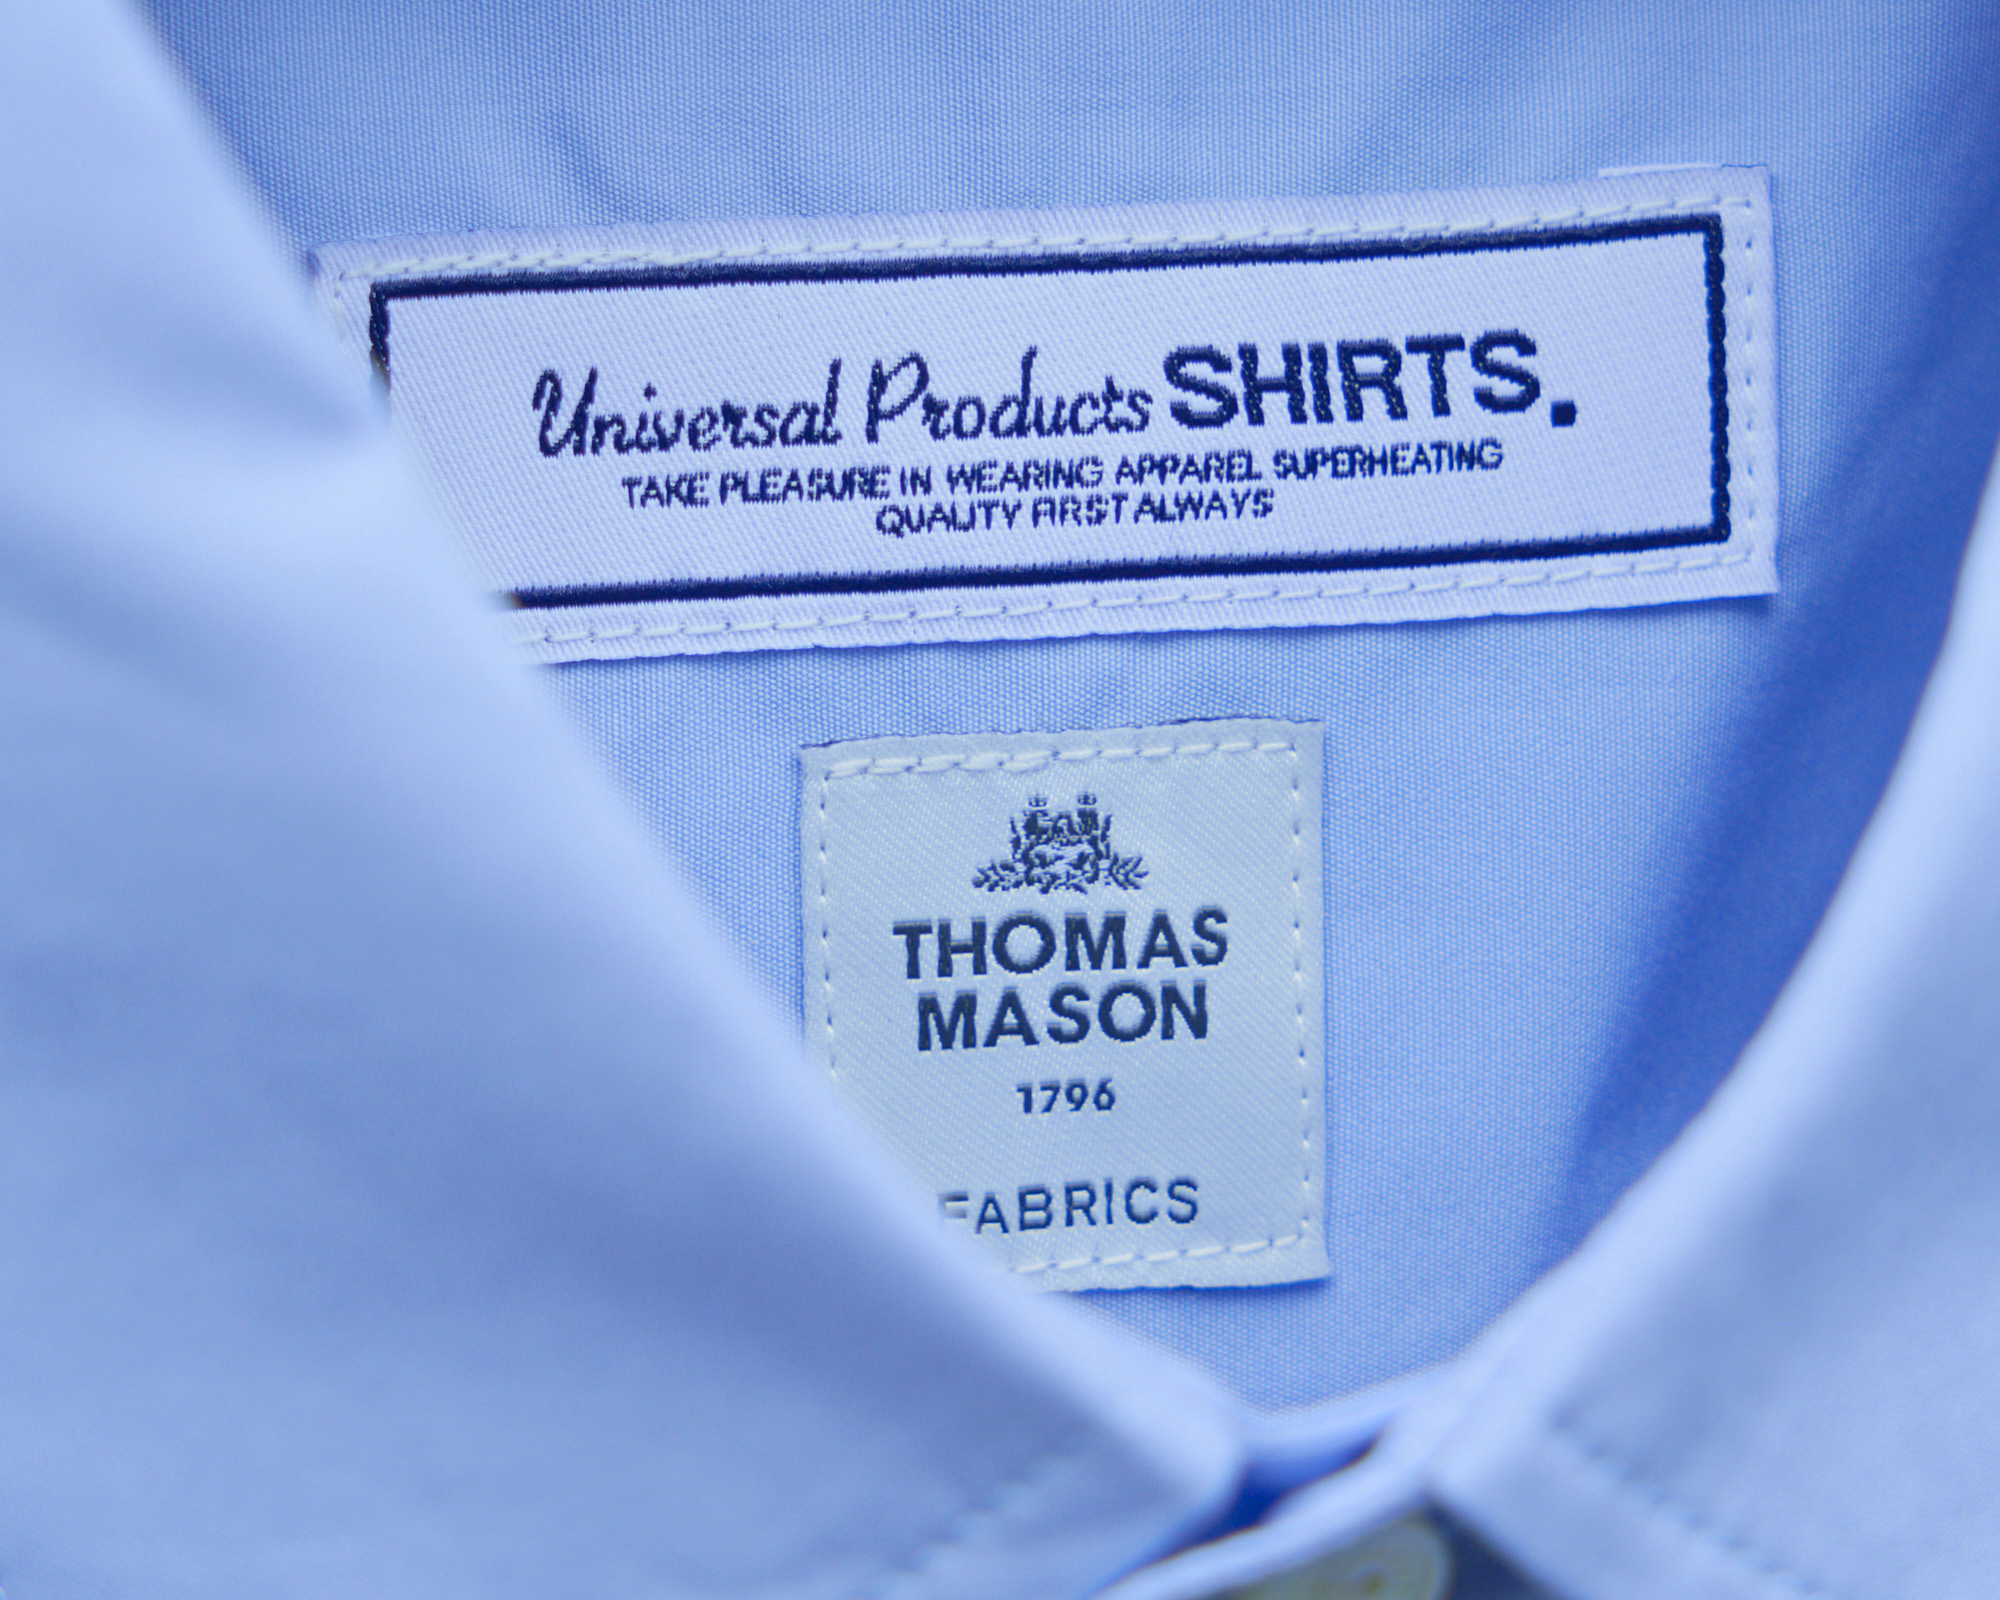 Universal Products SHIRTS.
TAKE PLEASURE IN WEARING APPAREL SUPERHEATING
QUALITY FIRST ALWAYS
THOMAS
MASON
1796
FABRICS